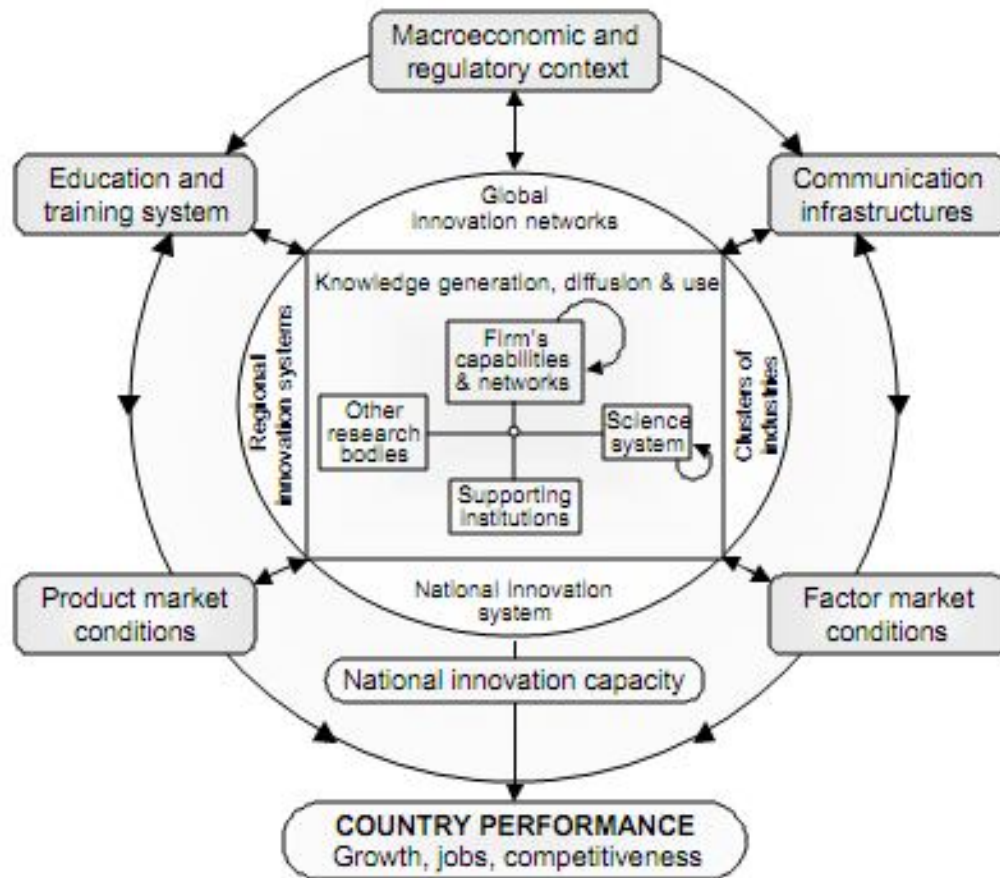 Macroeconomic and
regulatory context
Education and
training system
Communication
infrastructures
Global
Innovation networks
Knowledge generation, diffusion & use
Regional
innovation systems
Firm's
capabilities
& networks
Other
research
bodies
Science
system
Clusters of
industries
Supporting
Institutions
Product market
conditions
National Innovation
system
Factor market
conditions
National innovation capacity
COUNTRY PERFORMANCE
Growth, jobs, competitiveness